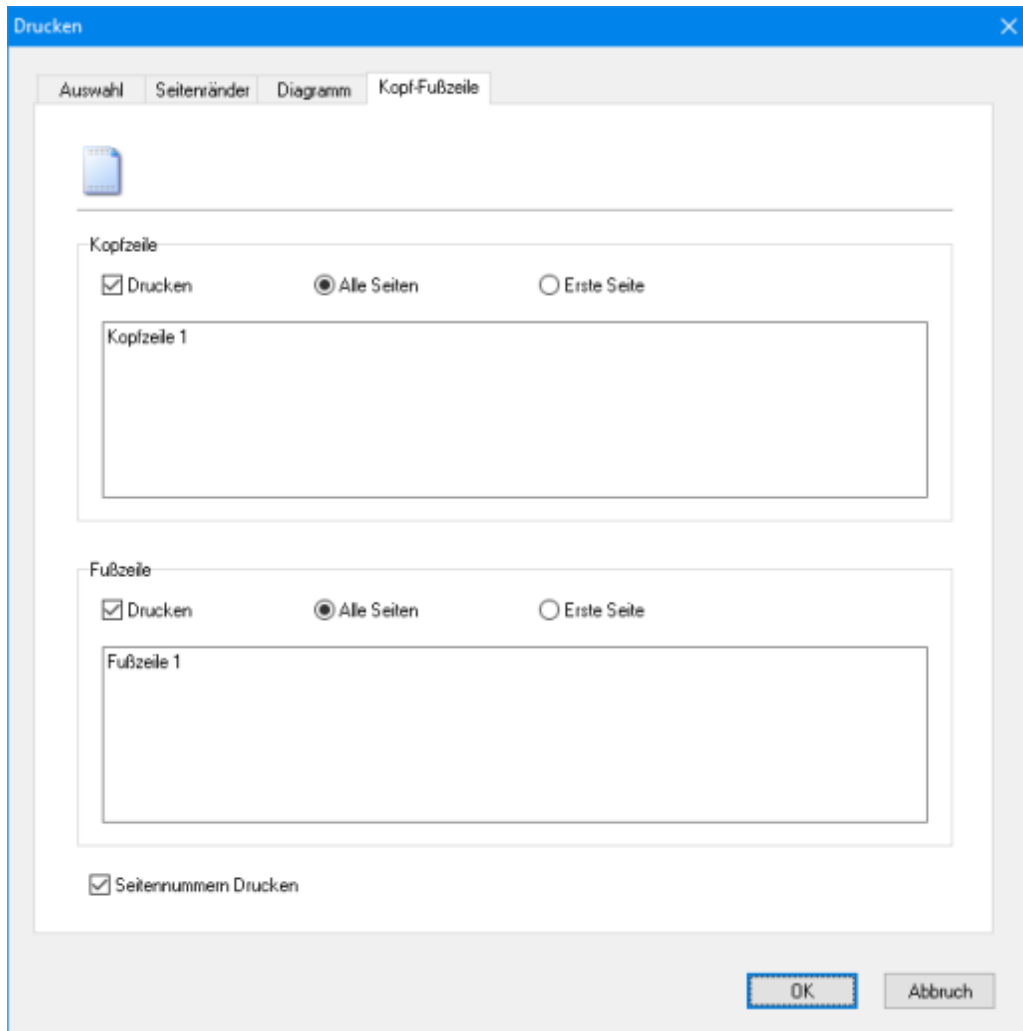 Drucken
Auswahl Seitenränder Diagramm Kopf-Fußzeile
Kopfzeile
Drucken Alle Seiten Erste Seite
Kopfzeile 1
Fußzeile
Drucken Alle Seiten Erste Seite
Fußzeile 1
Seitennummern Drucken
OK Abbruch